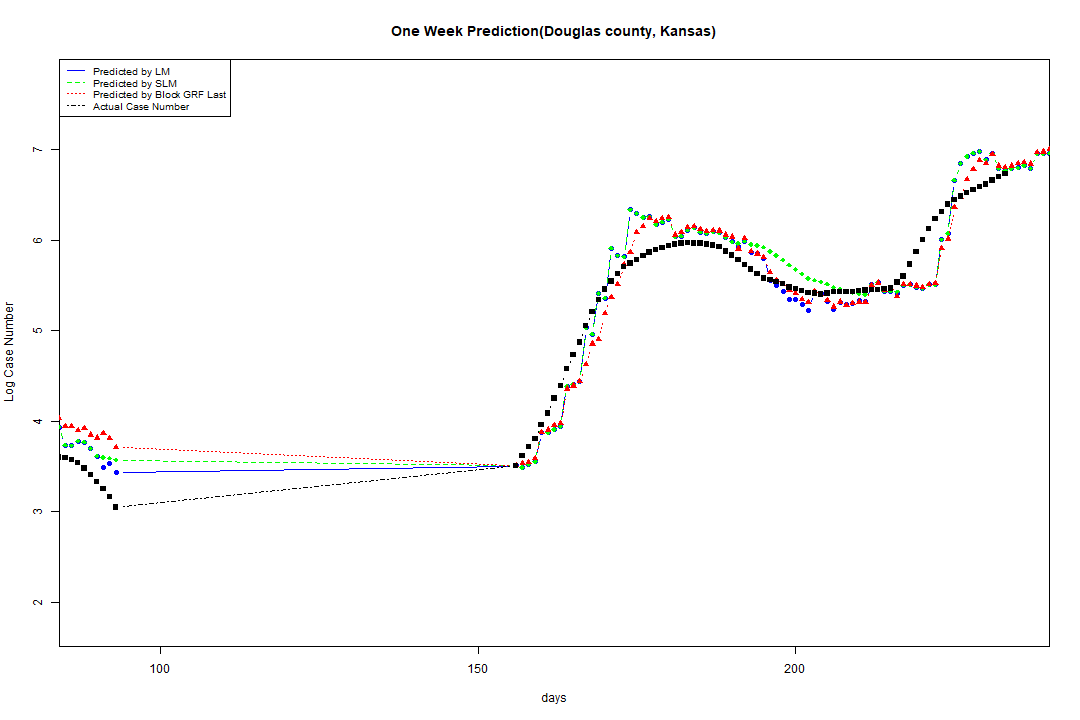 One Week Prediction(Douglas county, Kansas)
Predicted by LM
Predicted by SLM
Predicted by Block GRF Last
Actual Case Number
7
6
5
4
3
2
Log Case Number
100 150 200
days